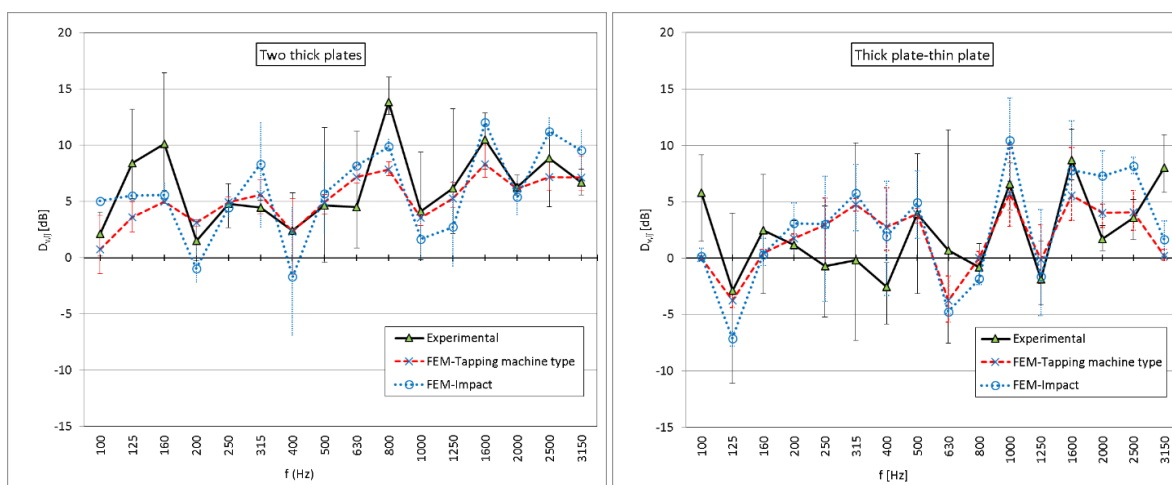 Two thick plates
20
15
10
5
0
-5
-10
-15
D_v,ij [dB]
Experimental
FEM-Tapping machine type
FEM-Impact
100 125 160 200 250 315 400 500 630 800 1000 1250 1600 2000 2500 3150
f (Hz)
Thick plate-thin plate
20
15
10
5
0
-5
-10
-15
D_v,ij [dB]
Experimental
FEM-Tapping machine type
FEM-Impact
100 125 160 200 250 315 400 500 630 800 1000 1250 1600 2000 2500 3150
f [Hz]